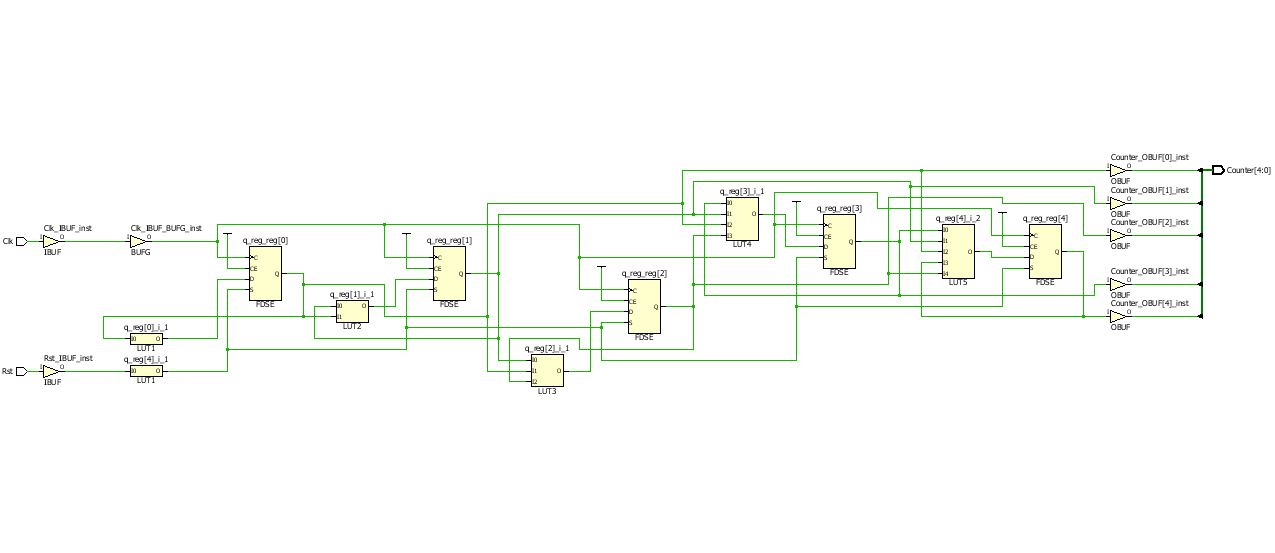 Clk
Clk_IBUF_inst
I
O
IBUF
Clk_IBUF_BUFG_inst
I
O
BUFG
q_reg_reg[0]
C
CE
D
S
Q
FDSE
q_reg[0]_i_1
I0
O
LUT1
Rst
Rst_IBUF_inst
I
O
IBUF
q_reg[4]_i_1
I0
O
LUT1
q_reg[1]_i_1
I0
I1
O
LUT2
q_reg_reg[1]
C
CE
D
S
Q
FDSE
q_reg[2]_i_1
I0
I1
I2
O
LUT3
q_reg_reg[2]
C
CE
D
S
Q
FDSE
q_reg[3]_i_1
I0
I1
I2
I3
O
LUT4
q_reg_reg[3]
C
CE
D
S
Q
FDSE
q_reg[4]_i_2
I0
I1
I2
I3
I4
O
LUT5
q_reg_reg[4]
C
CE
D
S
Q
FDSE
Counter_OBUF[0]_inst
I
O
OBUF
Counter_OBUF[1]_inst
I
O
OBUF
Counter_OBUF[2]_inst
I
O
OBUF
Counter_OBUF[3]_inst
I
O
OBUF
Counter_OBUF[4]_inst
I
O
OBUF
Counter[4:0]